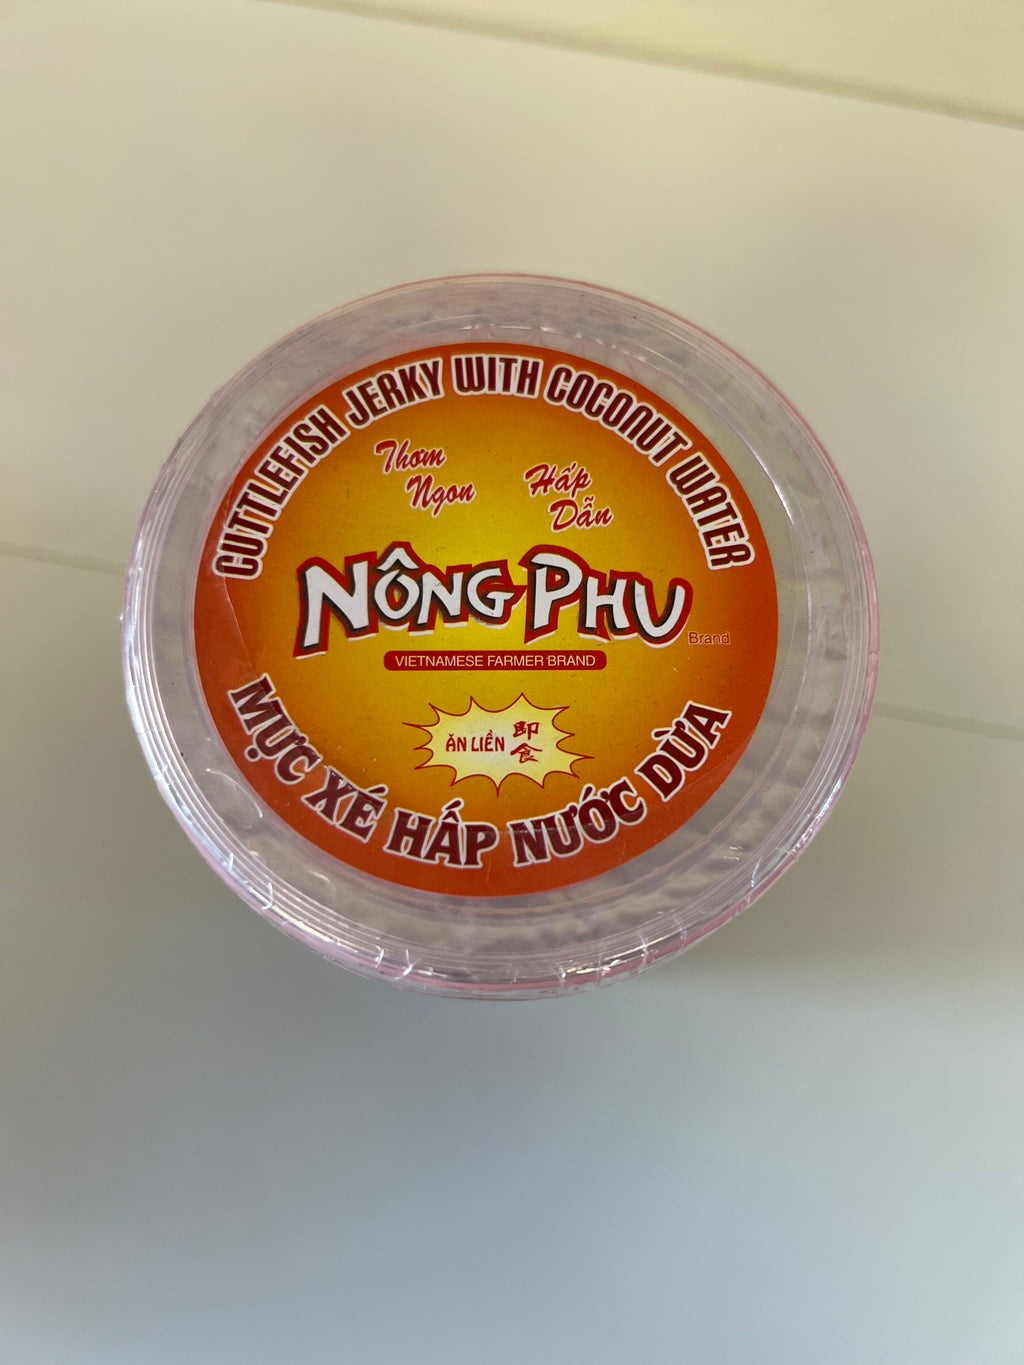 CUTTLEFISH JERKY WITH COCONUT WATER
Thơm
Ngon
Hấp
Dẫn
NÔNG PHU
Brand
VIETNAMESE FARMER BRAND
ĂN LIỀN
即
食
MỰC XÉ HẤP NƯỚC DỪA